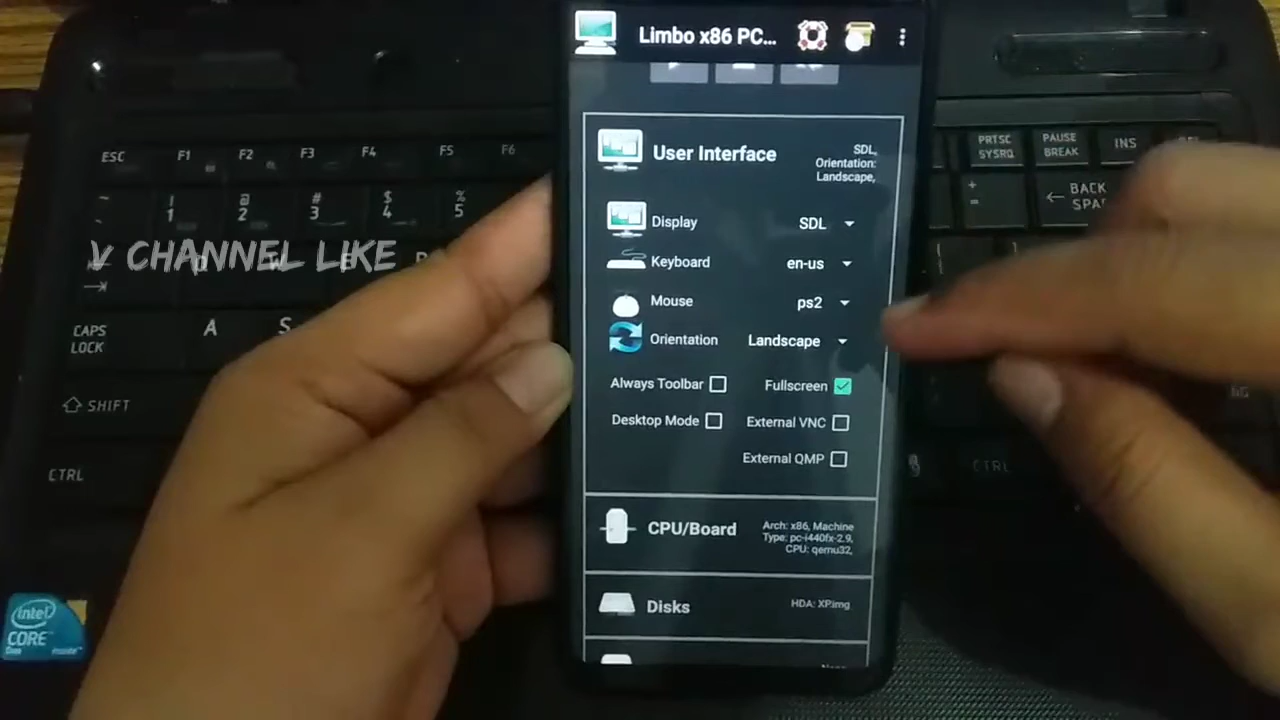 Limbo x86 PC...
User Interface
SDL,
Orientation:
Landscape,
Display SDL
Keyboard en-us
Mouse ps2
Orientation Landscape
Always Toolbar Fullscreen
Desktop Mode External VNC
External QMP
CPU/Board
Arch: x86, Machine
Type: pc-i440fx-2.9,
CPU: qemu32,
Disks HDA: XP.img
V CHANNEL LIKE
ESC F1 F2 F3 F4 F5 F6
PRTSC
SYSRQ
PAUSE
BREAK
INS
~ ! 1 @ 2 # 3 $ 4 % 5
+ =
BACK
CAPS
LOCK
A S
SHIFT
CTRL
CTRL
intel
CORE
inside